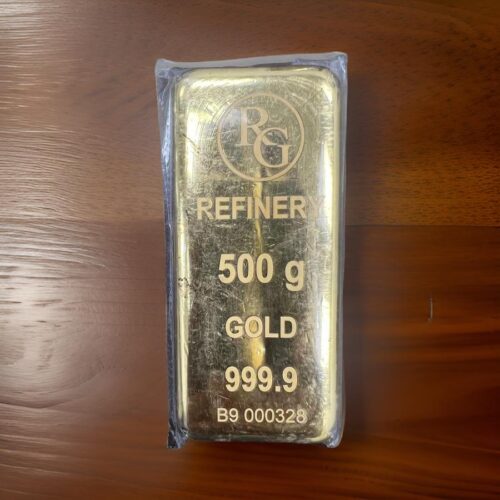 RG
REFINERY
500 g
GOLD
999.9
B9 000328